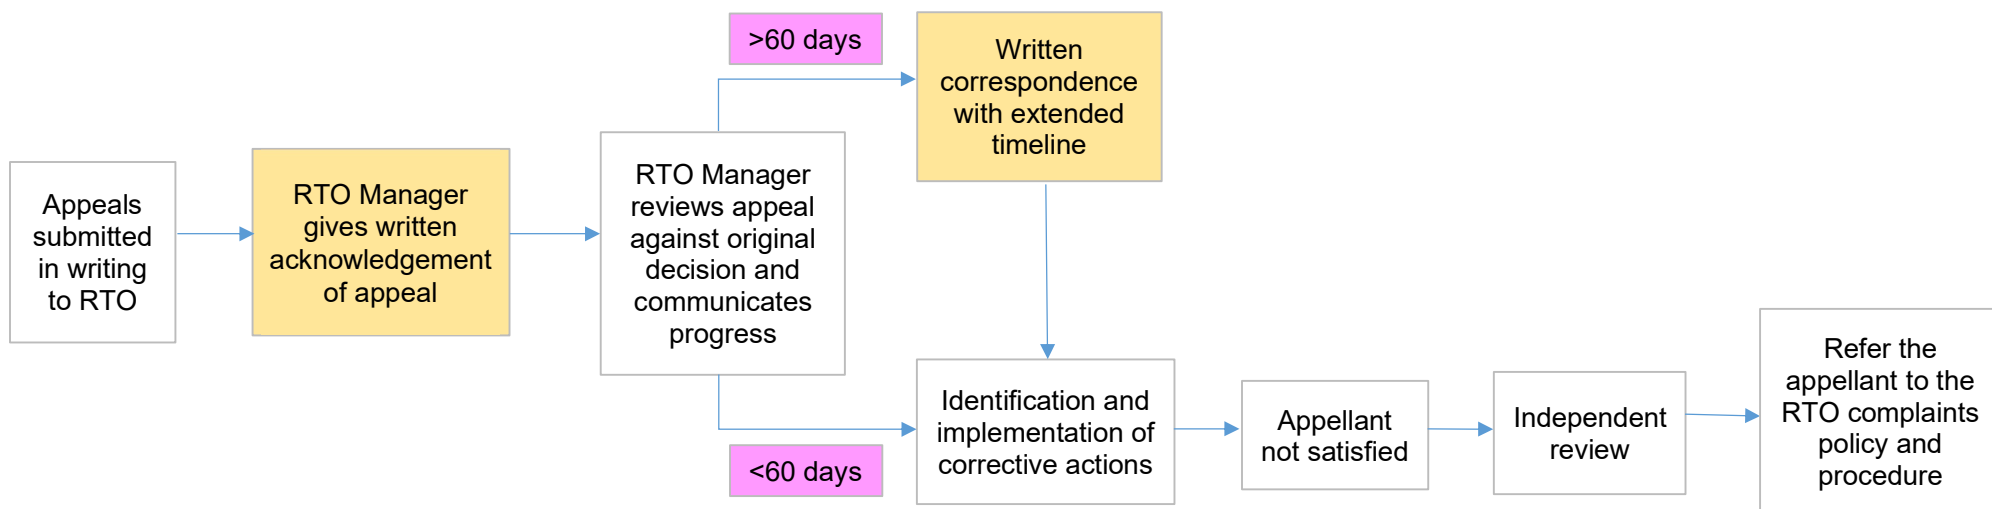 Appeals
submitted
in writing
to RTO
RTO Manager
gives written
acknowledgement
of appeal
RTO Manager
reviews appeal
against original
decision and
communicates
progress
>60 days
Written
correspondence
with extended
timeline
<60 days
Identification and
implementation of
corrective actions
Appellant
not satisfied
Independent
review
Refer the
appellant to the
RTO complaints
policy and
procedure